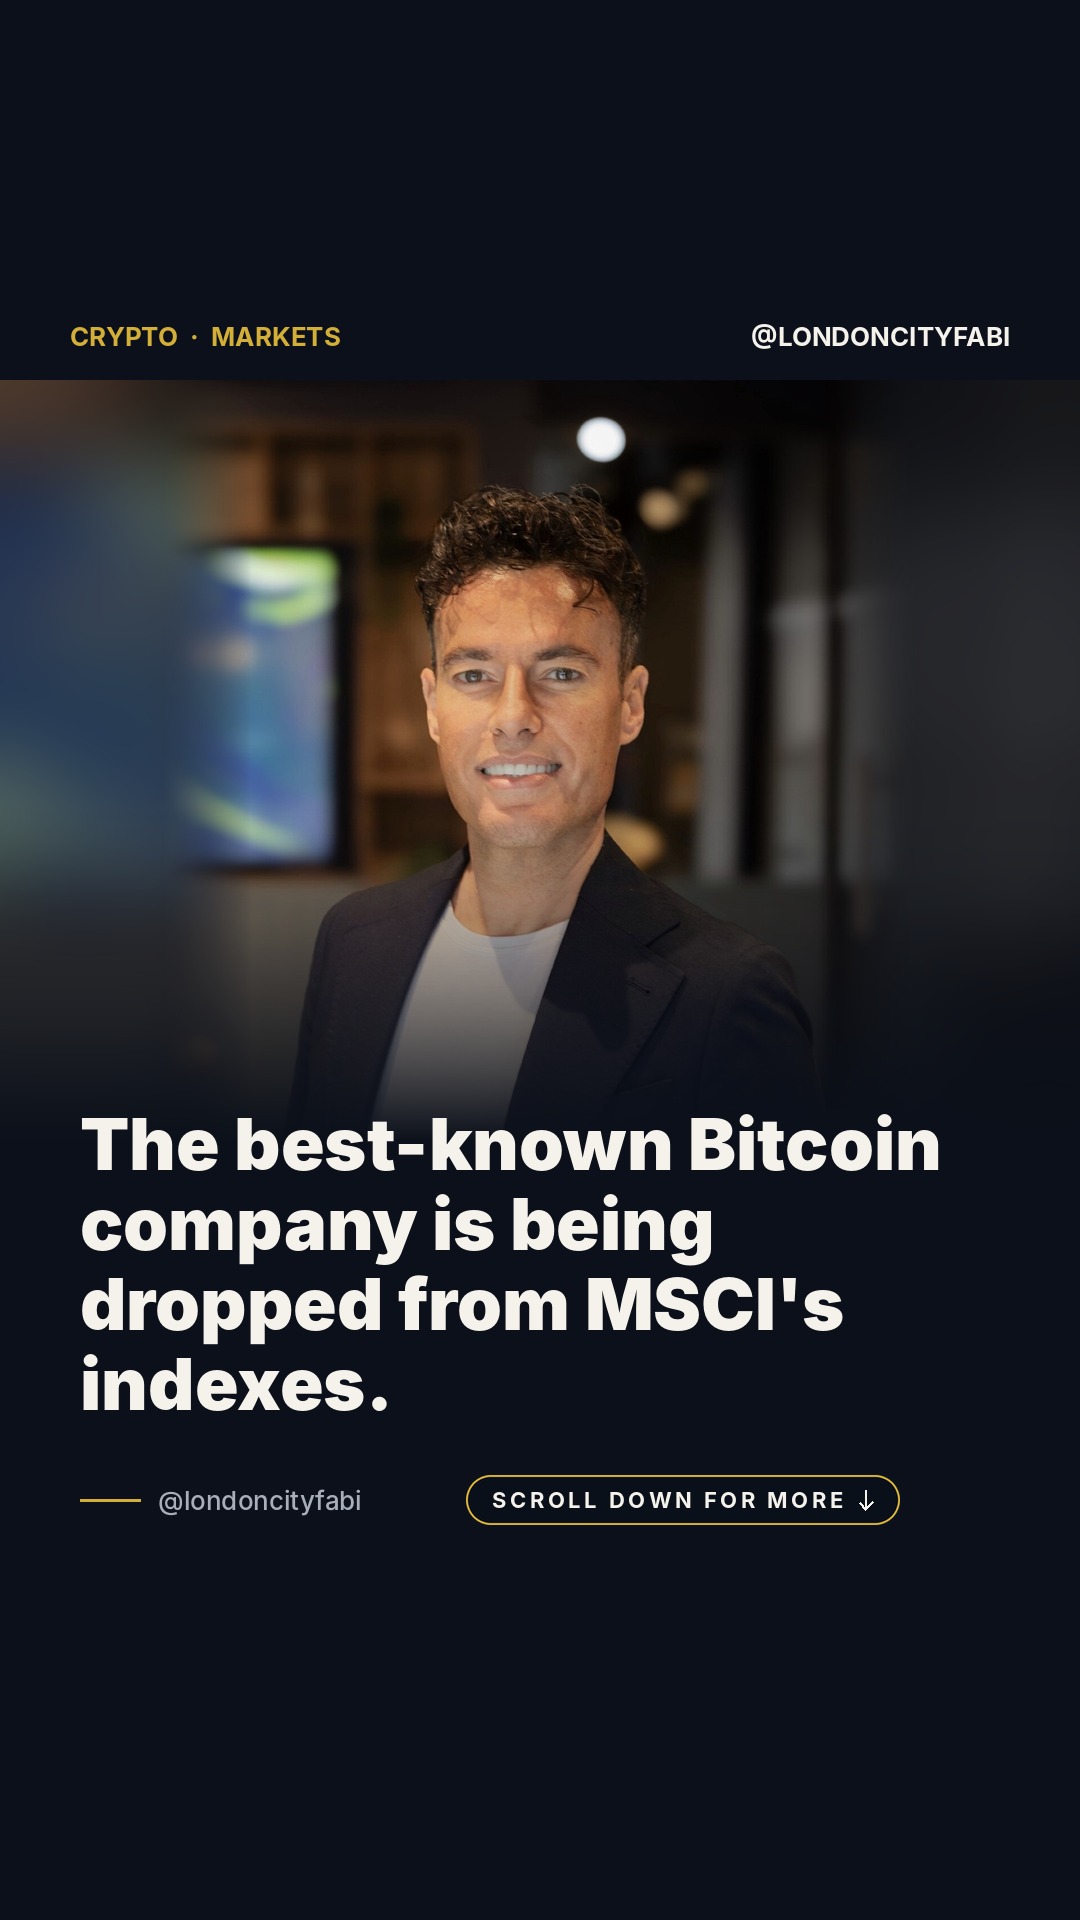 CRYPTO · MARKETS
@LONDONCITYFABI
The best-known Bitcoin
company is being
dropped from MSCI's
indexes.
@londoncityfabi
SCROLL DOWN FOR MORE ↓